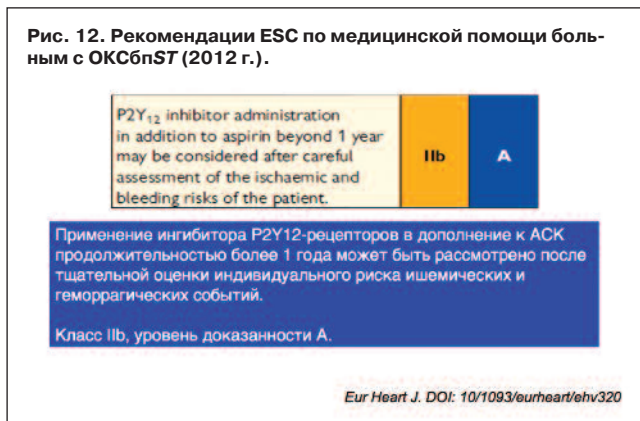 Рис. 12. Рекомендации ESC по медицинской помощи боль-
ным с ОКСбпST (2012 г.).
P2Y12 inhibitor administration
in addition to aspirin beyond 1 year
may be considered after careful
assessment of the ischaemic and
bleeding risks of the patient.
IIb
A
Применение ингибитора P2Y12-рецепторов в дополнение к АСК
продолжительностью более 1 года может быть рассмотрено после
тщательной оценки индивидуального риска ишемических и
геморрагических событий.
Класс IIb, уровень доказанности А.
Eur Heart J. DOI: 10/1093/eurheart/ehv320